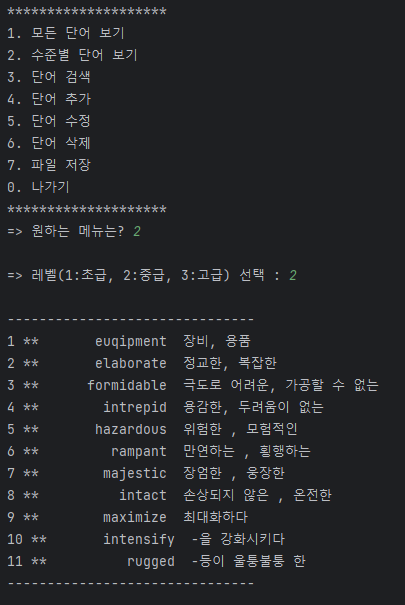 ********************
1. 모든 단어 보기
2. 수준별 단어 보기
3. 단어 검색
4. 단어 추가
5. 단어 수정
6. 단어 삭제
7. 파일 저장
0. 나가기
********************
=> 원하는 메뉴는? 2
=> 레벨(1:초급, 2:중급, 3:고급) 선택 : 2
-------------------------------
1 ** euqipment 장비, 용품
2 ** elaborate 정교한, 복잡한
3 ** formidable 극도로 어려운, 가공할 수 없는
4 ** intrepid 용감한, 두려움이 없는
5 ** hazardous 위험한 , 모험적인
6 ** rampant 만연하는 , 횡행하는
7 ** majestic 장엄한 , 웅장한
8 ** intact 손상되지 않은 , 온전한
9 ** maximize 최대화하다
10 ** intensify -을 강화시키다
11 ** rugged -등이 울퉁불퉁 한
-------------------------------